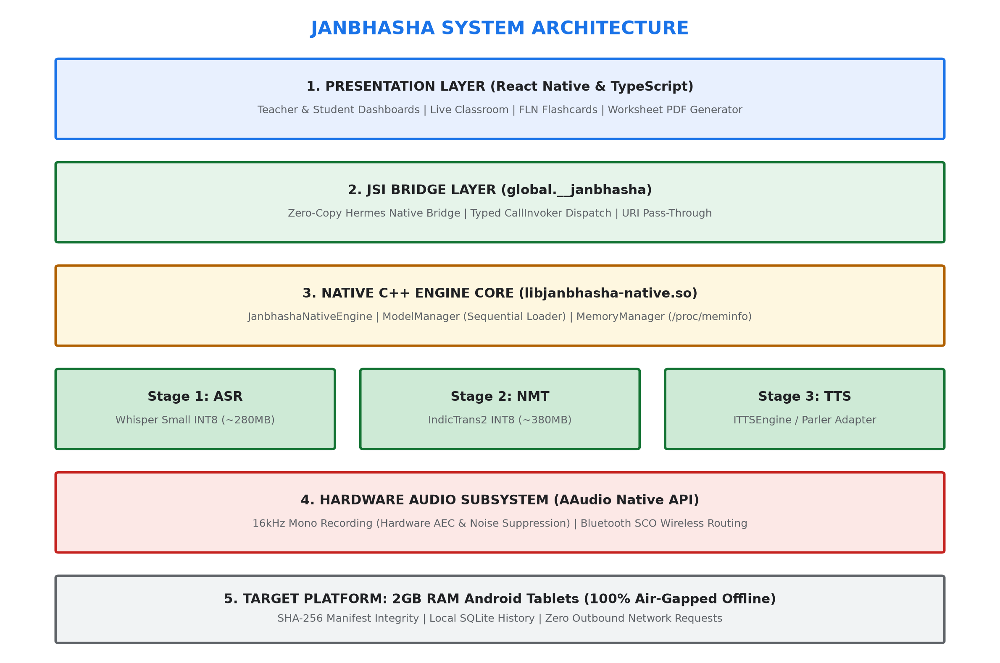 JANBHASHA SYSTEM ARCHITECTURE
1. PRESENTATION LAYER (React Native & TypeScript)
Teacher & Student Dashboards | Live Classroom | FLN Flashcards | Worksheet PDF Generator
2. JSI BRIDGE LAYER (global.__janbhasha)
Zero-Copy Hermes Native Bridge | Typed CallInvoker Dispatch | URI Pass-Through
3. NATIVE C++ ENGINE CORE (libjanbhasha-native.so)
JanbhashaNativeEngine | ModelManager (Sequential Loader) | MemoryManager (/proc/meminfo)
Stage 1: ASR
Whisper Small INT8 (~280MB)
Stage 2: NMT
IndicTrans2 INT8 (~380MB)
Stage 3: TTS
ITTSEngine / Parler Adapter
4. HARDWARE AUDIO SUBSYSTEM (AAudio Native API)
16kHz Mono Recording (Hardware AEC & Noise Suppression) | Bluetooth SCO Wireless Routing
5. TARGET PLATFORM: 2GB RAM Android Tablets (100% Air-Gapped Offline)
SHA-256 Manifest Integrity | Local SQLite History | Zero Outbound Network Requests